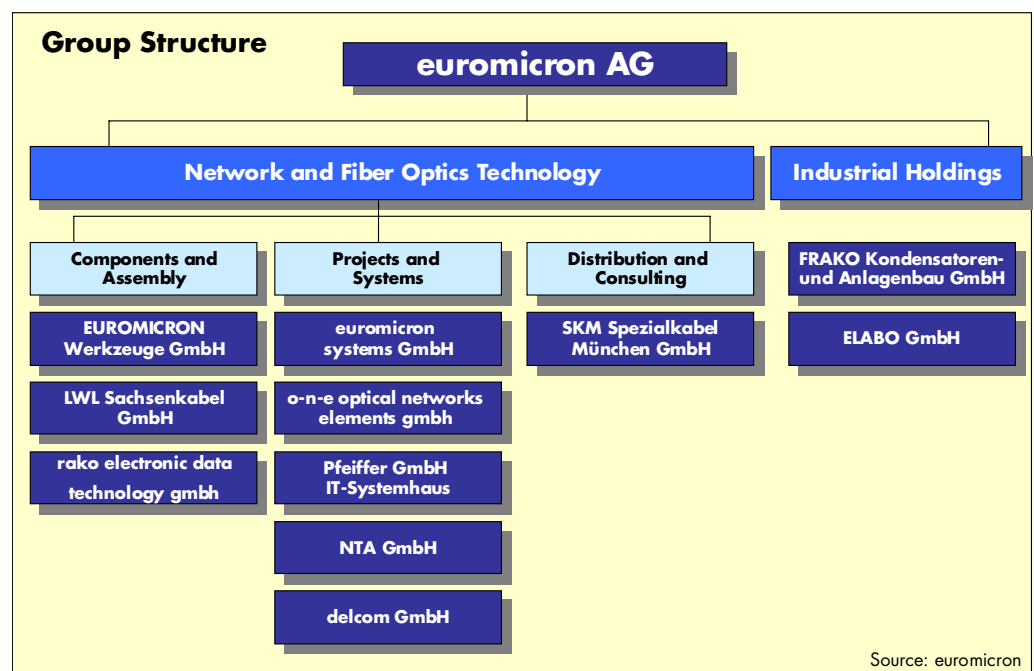 Group Structure
euromicron AG
Network and Fiber Optics Technology
Industrial Holdings
Components and
Assembly
EUROMICRON
Werkzeuge GmbH
LWL Sachsenkabel
GmbH
rako electronic data
technology gmbh
Projects and
Systems
euromicron
systems GmbH
o-n-e optical networks
elements gmbh
Pfeiffer GmbH
IT-Systemhaus
NTA GmbH
delcom GmbH
Distribution and
Consulting
SKM Spezialkabel
München GmbH
FRAKO Kondensatoren-
und Anlagenbau GmbH
ELABO GmbH
Source: euromicron